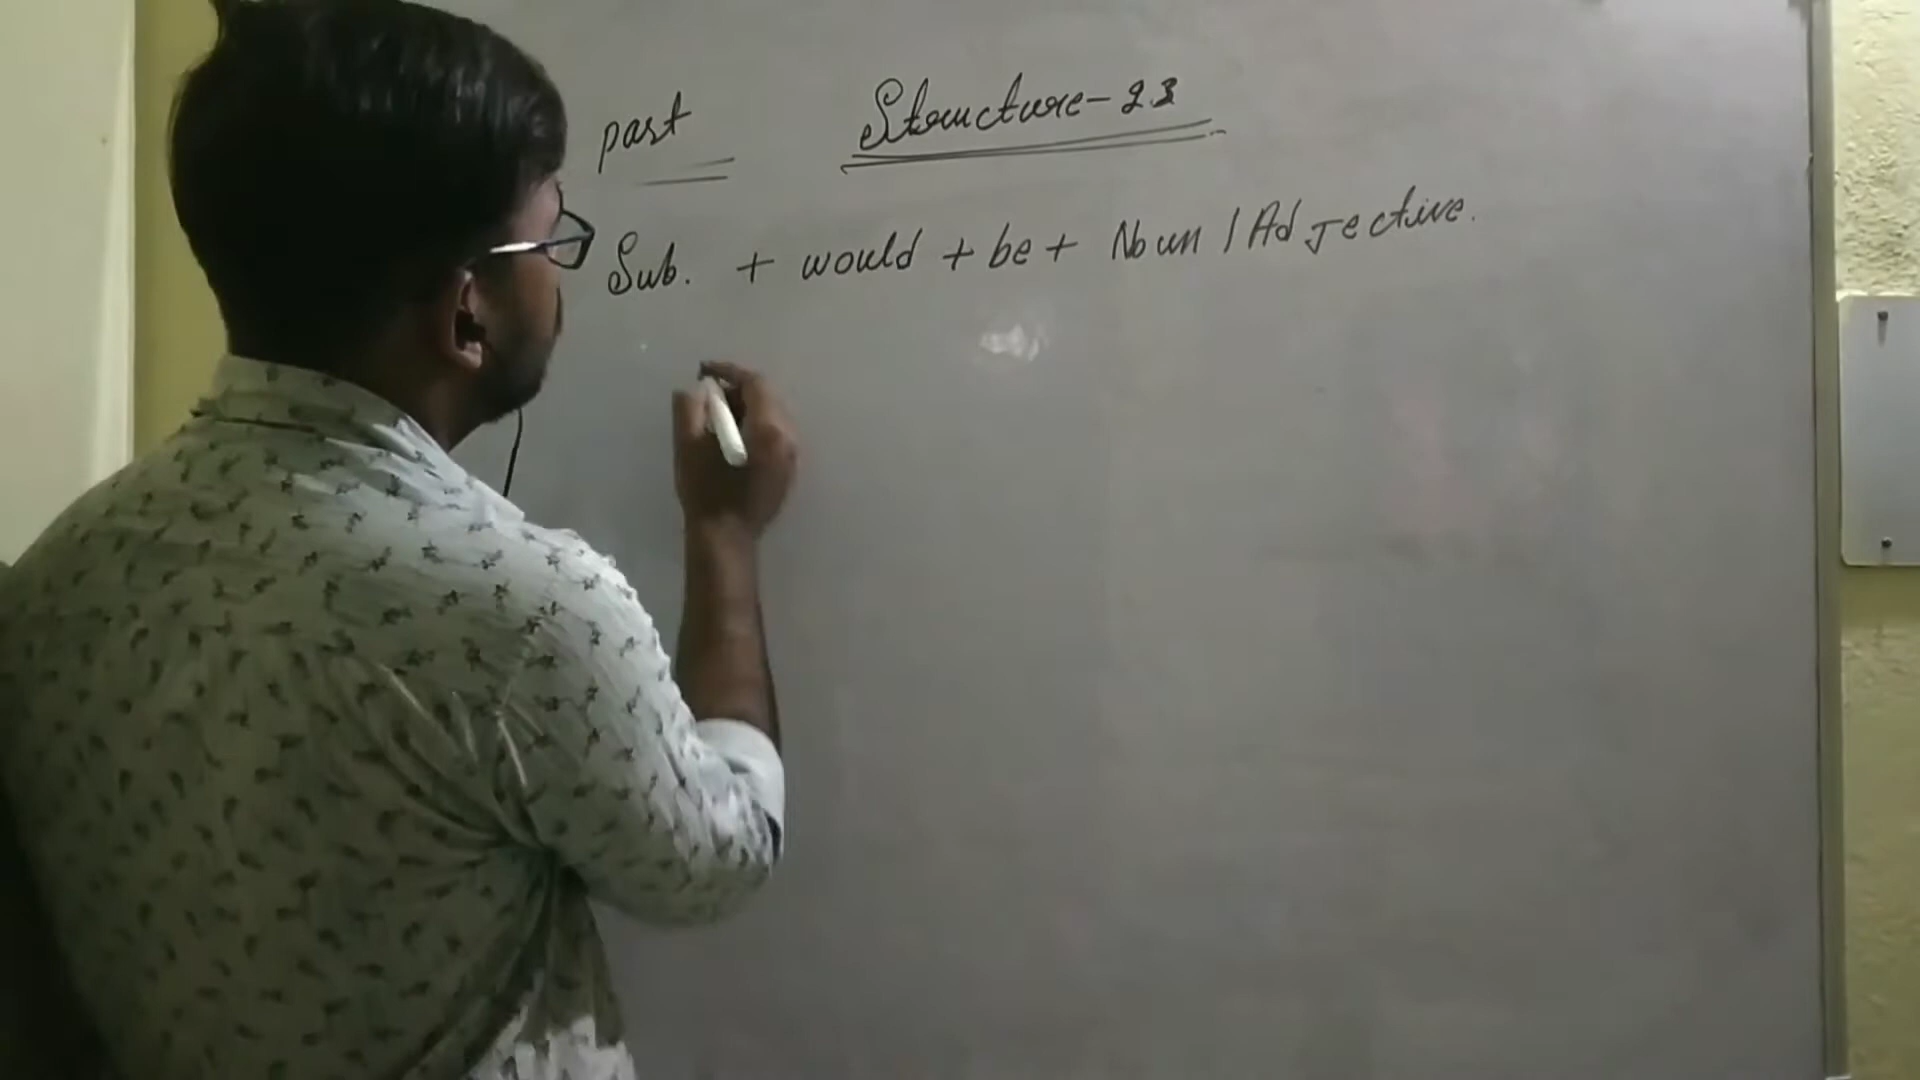 past Structure-23
Sub. + would + be + Noun / Adjective.